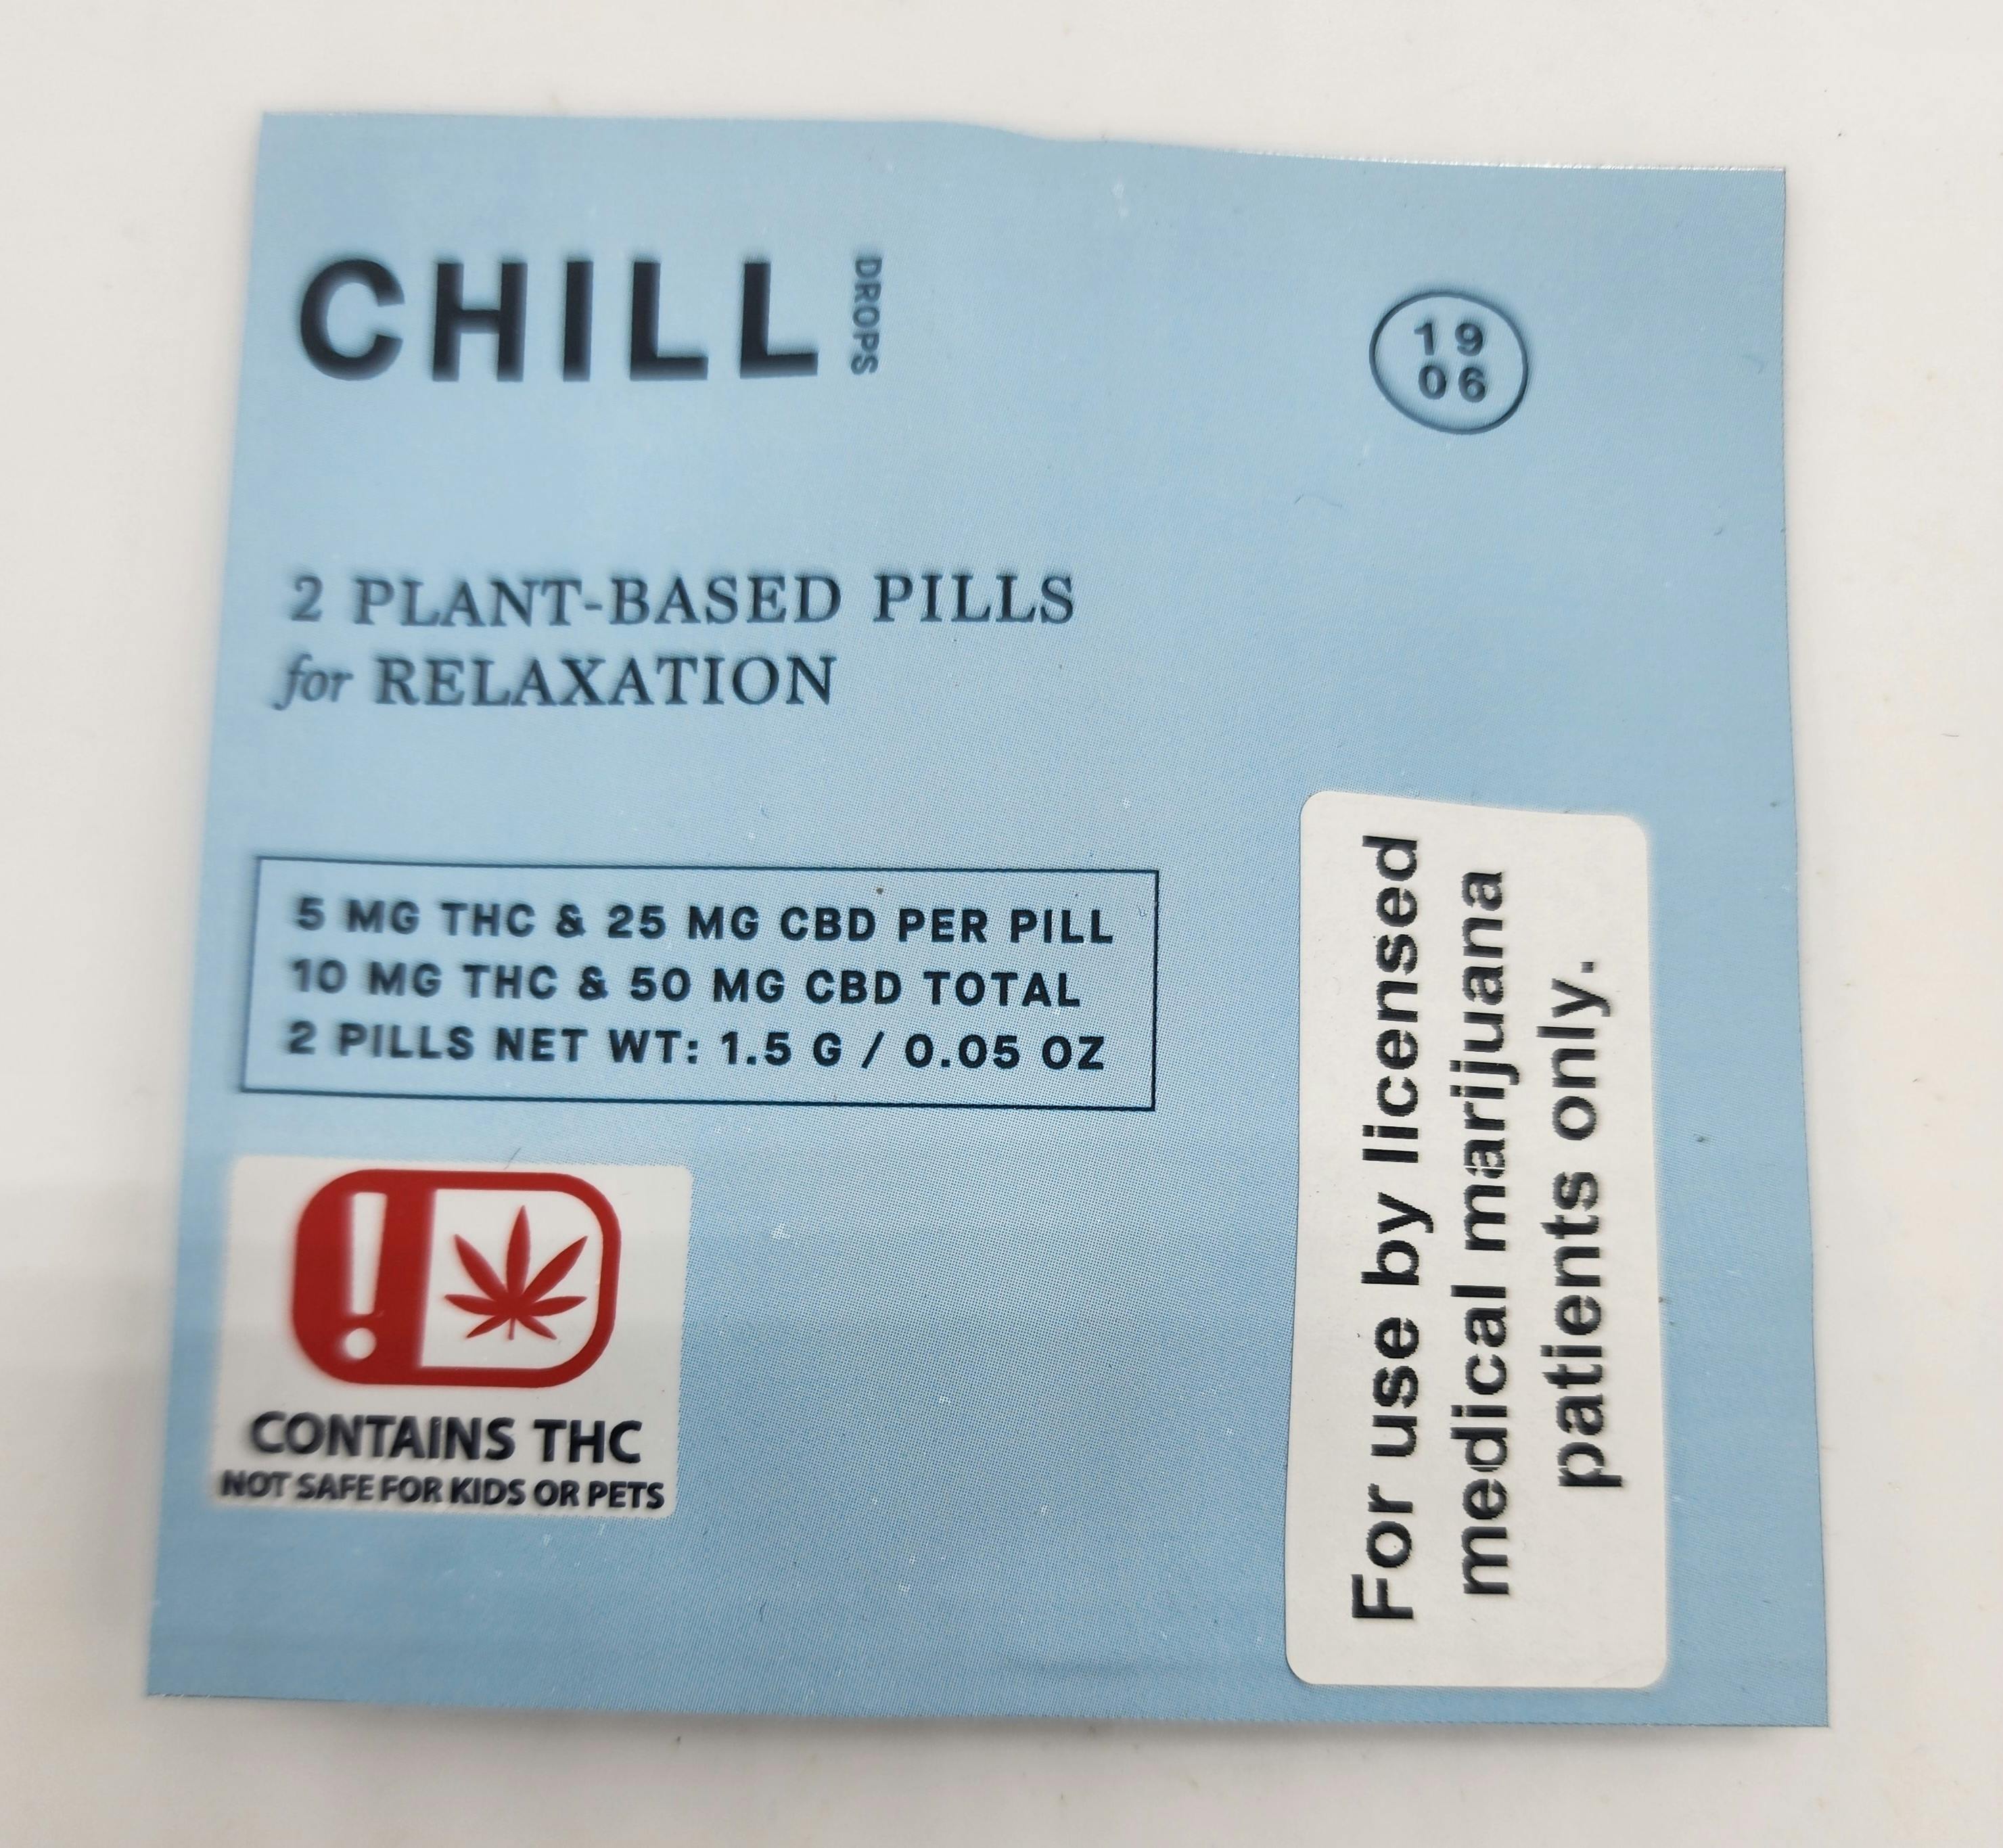 CHILL
DROPS
19
06
2 PLANT-BASED PILLS
for RELAXATION
5 MG THC & 25 MG CBD PER PILL
10 MG THC & 50 MG CBD TOTAL
2 PILLS NET WT: 1.5 G / 0.05 OZ
!
CONTAINS THC
NOT SAFE FOR KIDS OR PETS
For use by licensed
medical marijuana
patients only.